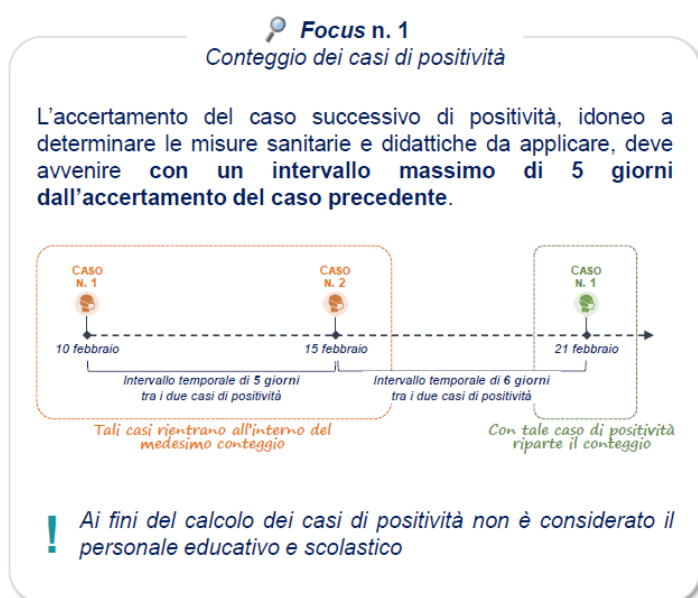 Focus n. 1
Conteggio dei casi di positività
L'accertamento del caso successivo di positività, idoneo a
determinare le misure sanitarie e didattiche da applicare, deve
avvenire con un intervallo massimo di 5 giorni
dall'accertamento del caso precedente.
CASO
N. 1
CASO
N. 2
CASO
N. 1
10 febbraio
15 febbraio
21 febbraio
Intervallo temporale di 5 giorni
tra i due casi di positività
Intervallo temporale di 6 giorni
tra i due casi di positività
Tali casi rientrano all'interno del
medesimo conteggio
Con tale caso di positività
riparte il conteggio
! Ai fini del calcolo dei casi di positività non è considerato il
personale educativo e scolastico